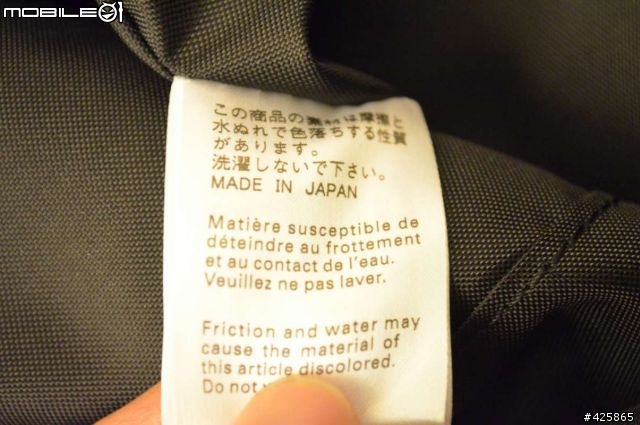 MOBILE01
この商品の素材は摩擦と
水ぬれで色落ちする性質
があります。
洗濯しないで下さい。
MADE IN JAPAN
Matière susceptible de
déteindre au frottement
et au contact de l'eau.
Veuillez ne pas laver.
Friction and water may
cause the material of
this article discolored.
Do not
#425865